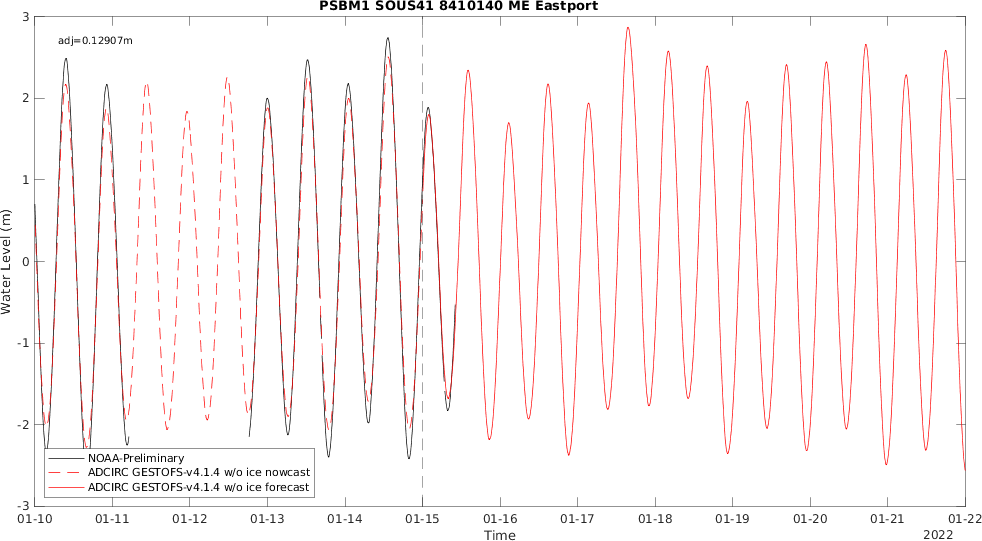 PSBM1 SOUS41 8410140 ME Eastport
adj=0.12907m
Water Level (m)
3
2
1
0
-1
-2
-3
NOAA-Preliminary
ADCIRC GESTOFS-v4.1.4 w/o ice nowcast
ADCIRC GESTOFS-v4.1.4 w/o ice forecast
01-10 01-11 01-12 01-13 01-14 01-15 01-16 01-17 01-18 01-19 01-20 01-21 01-22
Time
2022